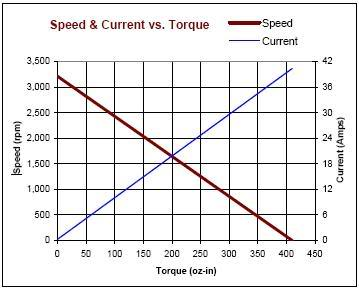 Speed & Current vs. Torque
Speed
Current
3,500
3,000
2,500
2,000
1,500
1,000
500
0
Speed (rpm)
42
36
30
24
18
12
6
0
Current (Amps)
0 50 100 150 200 250 300 350 400 450
Torque (oz-in)